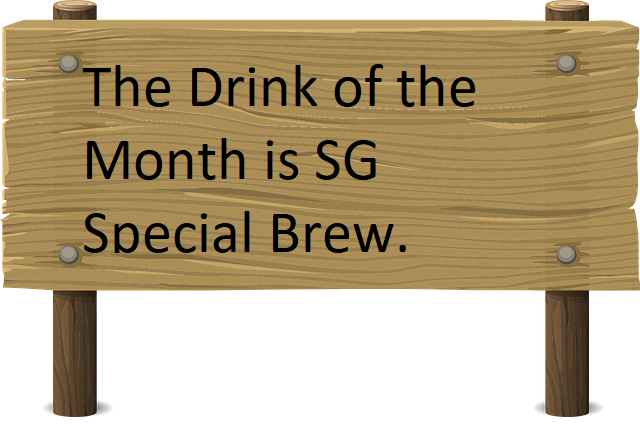 The Drink of the
Month is SG
Special Brew.